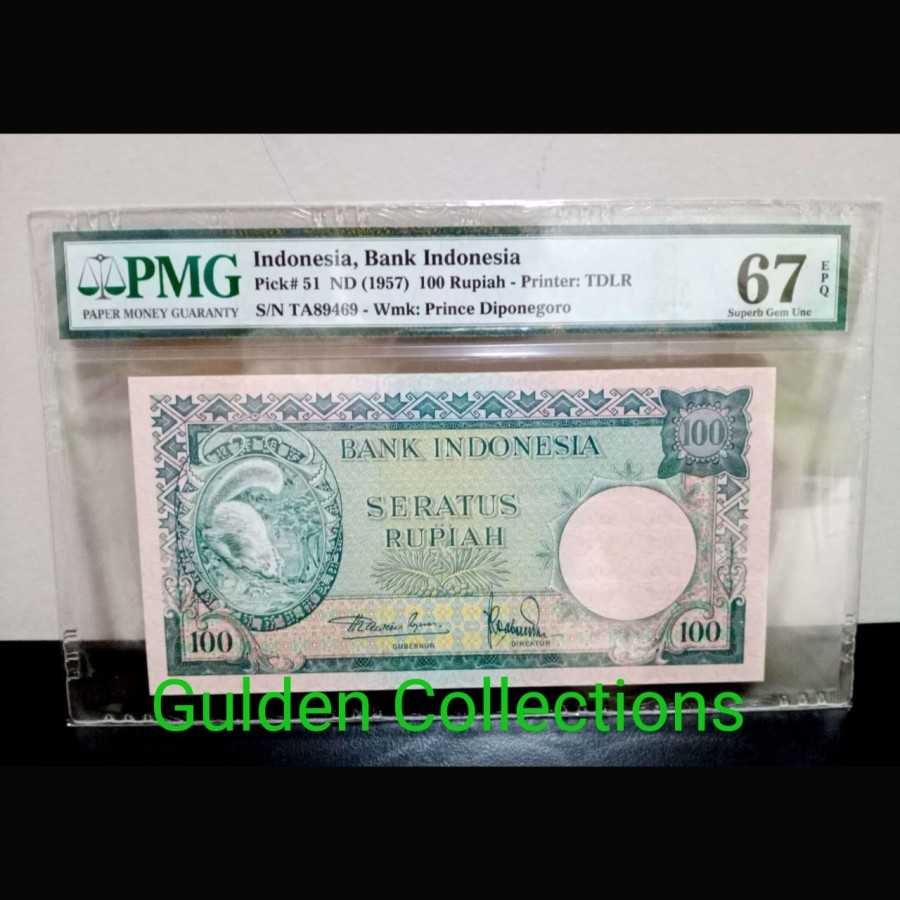 PMG
PAPER MONEY GUARANTY
Indonesia, Bank Indonesia
Pick# 51 ND (1957) 100 Rupiah - Printer: TDLR
S/N TA89469 - Wmk: Prince Diponegoro
67
EPQ
Superb Gem Unc
100
BANK INDONESIA
SERATUS
RUPIAH
GUBERNUR
DIREKTUR
100
100
Gulden Collections